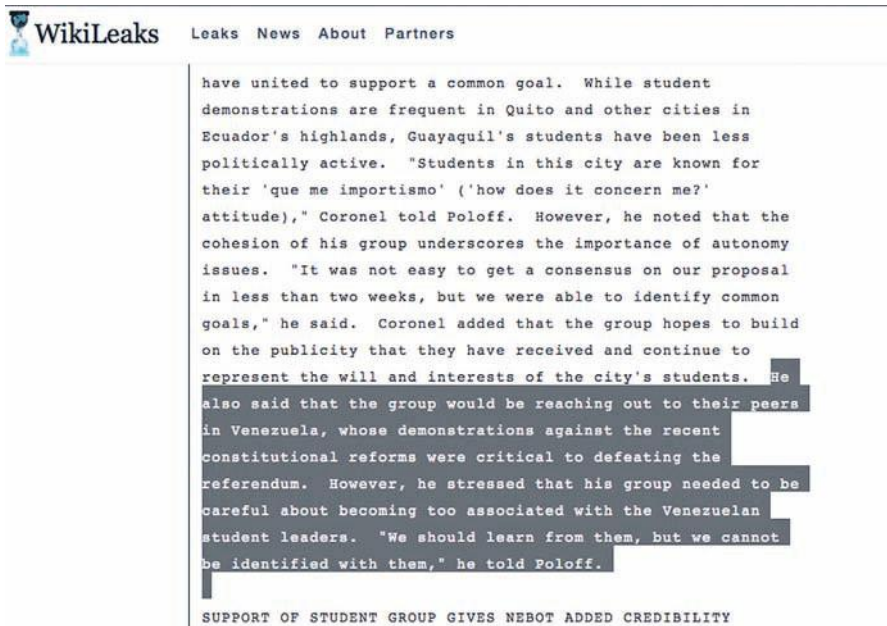 WikiLeaks Leaks News About Partners
have united to support a common goal. While student
demonstrations are frequent in Quito and other cities in
Ecuador's highlands, Guayaquil's students have been less
politically active. "Students in this city are known for
their 'que me importismo' ('how does it concern me?'
attitude)," Coronel told Poloff. However, he noted that the
cohesion of his group underscores the importance of autonomy
issues. "It was not easy to get a consensus on our proposal
in less than two weeks, but we were able to identify common
goals," he said. Coronel added that the group hopes to build
on the publicity that they have received and continue to
represent the will and interests of the city's students. He
also said that the group would be reaching out to their peers
in Venezuela, whose demonstrations against the recent
constitutional reforms were critical to defeating the
referendum. However, he stressed that his group needed to be
careful about becoming too associated with the Venezuelan
student leaders. "We should learn from them, but we cannot
be identified with them," he told Poloff.
SUPPORT OF STUDENT GROUP GIVES NEBOT ADDED CREDIBILITY